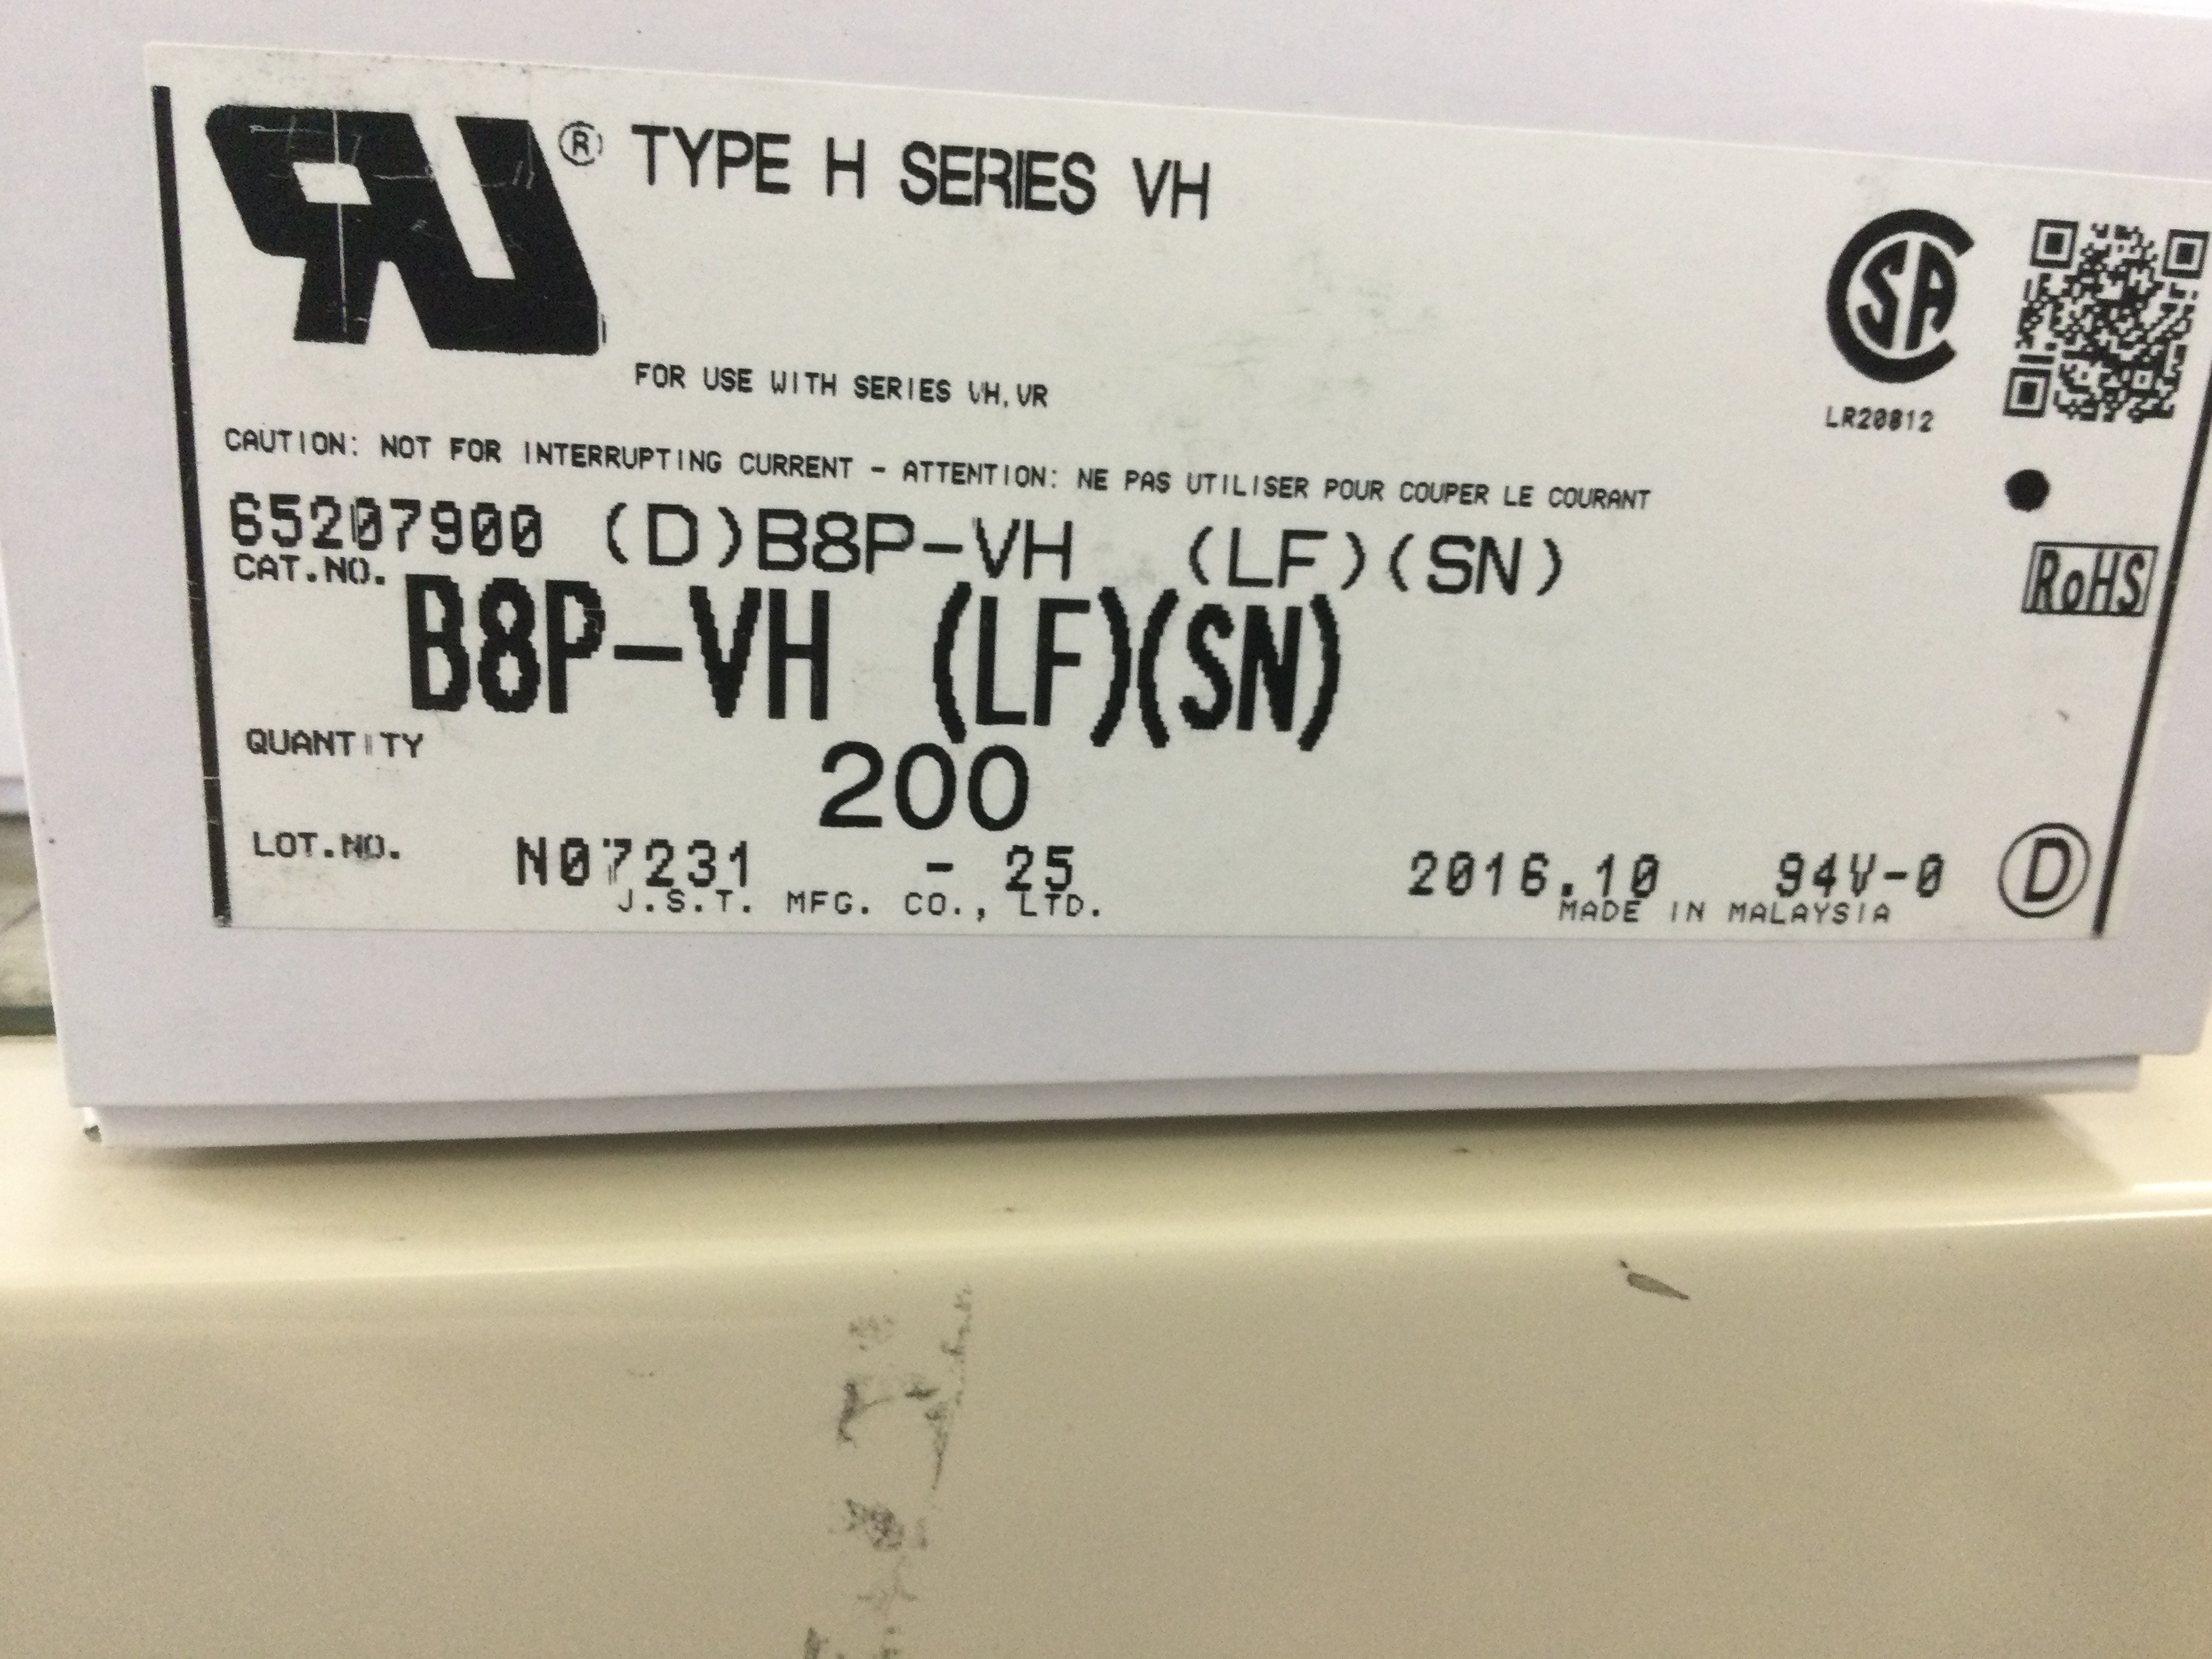 ® TYPE H SERIES VH
FOR USE WITH SERIES VH,VR
LR20812
CAUTION: NOT FOR INTERRUPTING CURRENT - ATTENTION: NE PAS UTILISER POUR COUPER LE COURANT
65207900 (D)B8P-VH (LF)(SN)
RoHS
CAT.NO.
B8P-VH (LF)(SN)
QUANTITY
200
LOT.NO. N07231 - 25 2016.10 94V-0 D
J.S.T. MFG. CO., LTD. MADE IN MALAYSIA